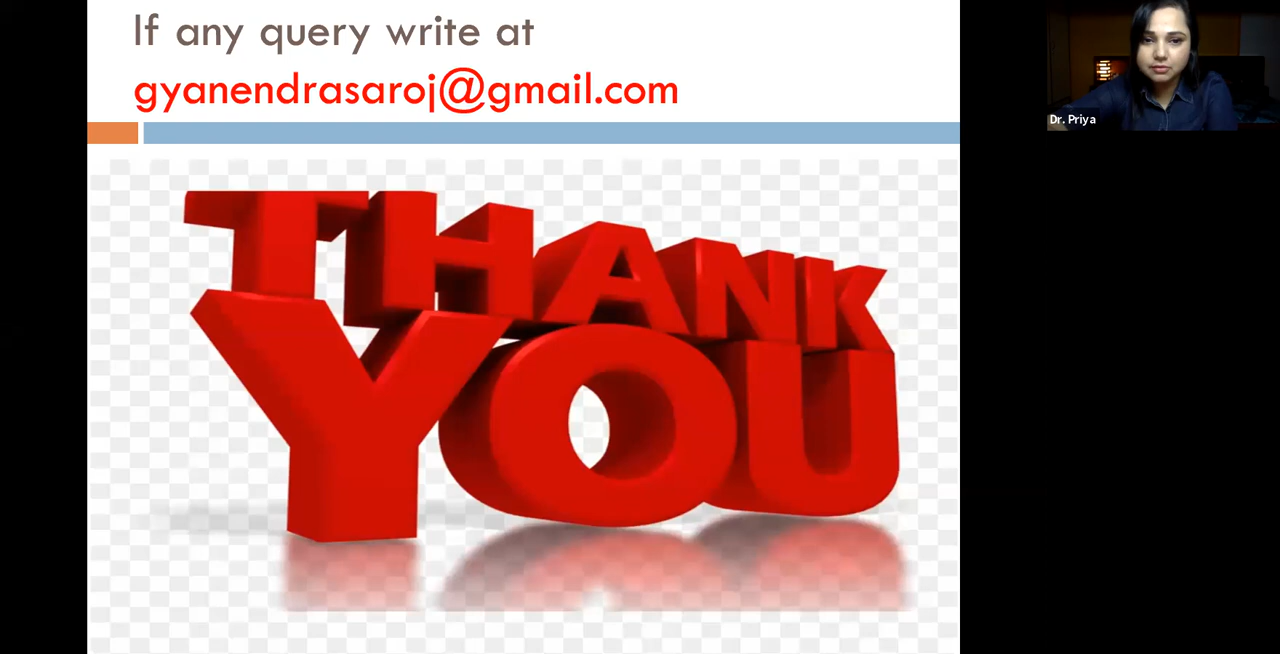 If any query write at
gyanendrasaroj@gmail.com
Dr. Priya
THANK
YOU